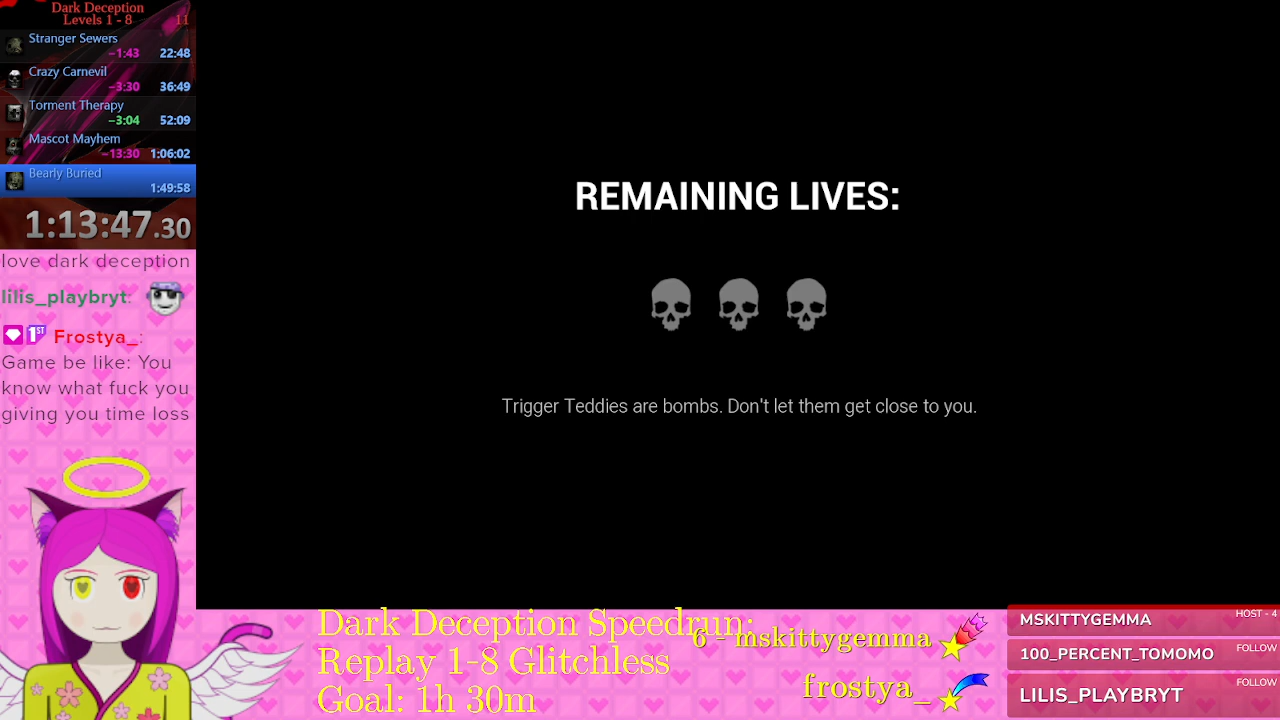 Dark Deception
Levels 1 - 8
11
Stranger Sewers
−1:43 22:48
Crazy Carnevil
−3:30 36:49
Torment Therapy
−3:04 52:09
Mascot Mayhem
−13:30 1:06:02
Bearly Buried
1:49:58
1:13:47.30
love dark deception
lilis_playbryt:
1ST Frostya_:
Game be like: You
know what fuck you
giving you time loss
REMAINING LIVES:
Trigger Teddies are bombs. Don't let them get close to you.
Dark Deception Speedrun:
Replay 1-8 Glitchless
Goal: 1h 30m
6 - mskittygemma
frostya_
MSKITTYGEMMA HOST - 4
100_PERCENT_TOMOMO FOLLOW
LILIS_PLAYBRYT FOLLOW